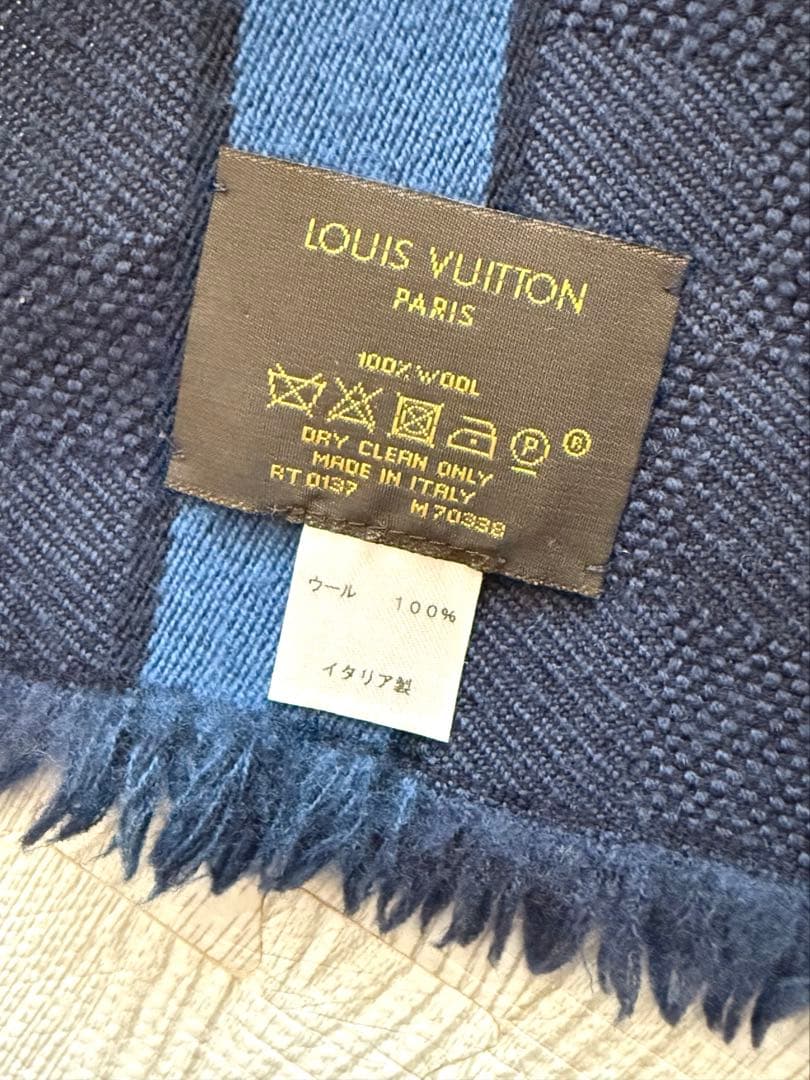 LOUIS VUITTON
PARIS
100% WOOL
P ®
DRY CLEAN ONLY
MADE IN ITALY
RT 0137 M 70338
ウール 100%
イタリア製